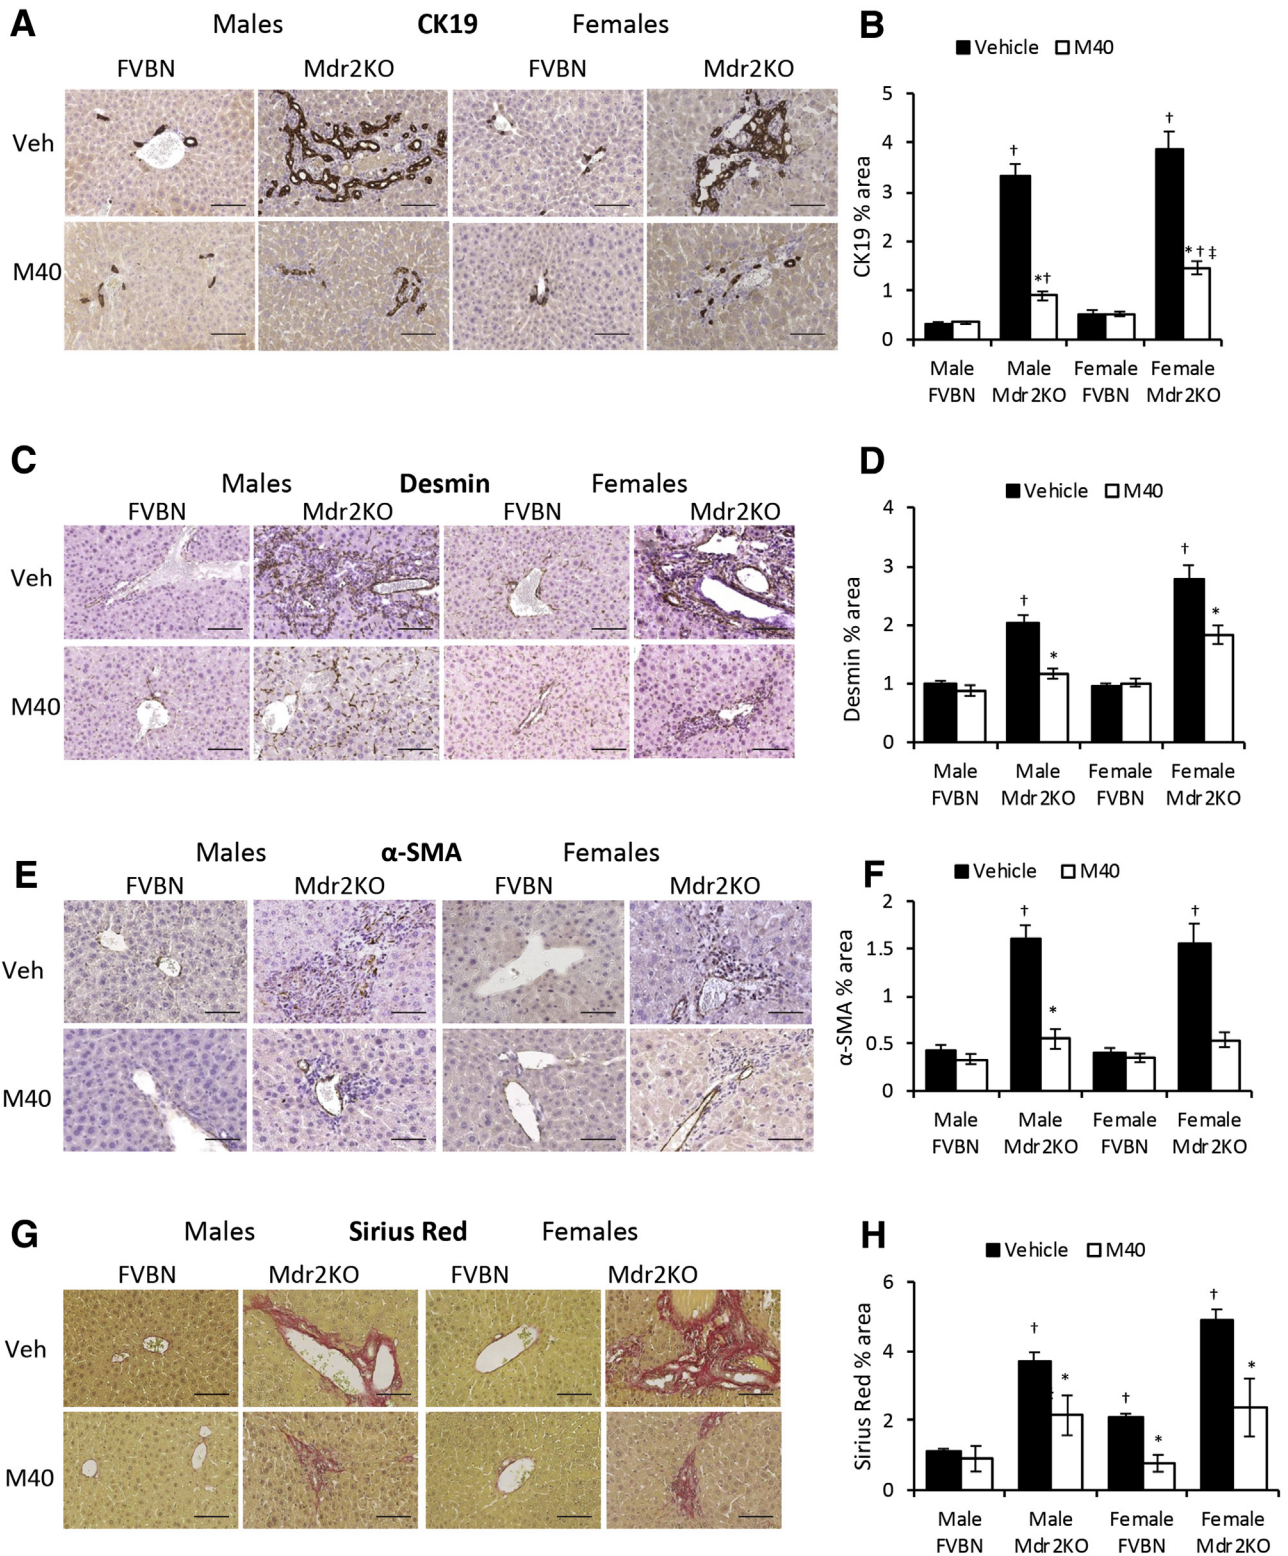 A
Males CK19 Females
FVBN Mdr2KO FVBN Mdr2KO
Veh
M40
B
Vehicle M40
CK19 % area
5
4
3
2
1
0
† † *† *†‡
Male FVBN
Male Mdr2KO
Female FVBN
Female Mdr2KO
C
Males Desmin Females
FVBN Mdr2KO FVBN Mdr2KO
Veh
M40
D
Vehicle M40
Desmin % area
4
3
2
1
0
† * † *
Male FVBN
Male Mdr2KO
Female FVBN
Female Mdr2KO
E
Males α-SMA Females
FVBN Mdr2KO FVBN Mdr2KO
Veh
M40
F
Vehicle M40
α-SMA % area
2
1.5
1
0.5
0
† * †
Male FVBN
Male Mdr2KO
Female FVBN
Female Mdr2KO
G
Males Sirius Red Females
FVBN Mdr2KO FVBN Mdr2KO
Veh
M40
H
Vehicle M40
Sirius Red % area
6
4
2
0
† * † * † *
Male FVBN
Male Mdr2KO
Female FVBN
Female Mdr2KO